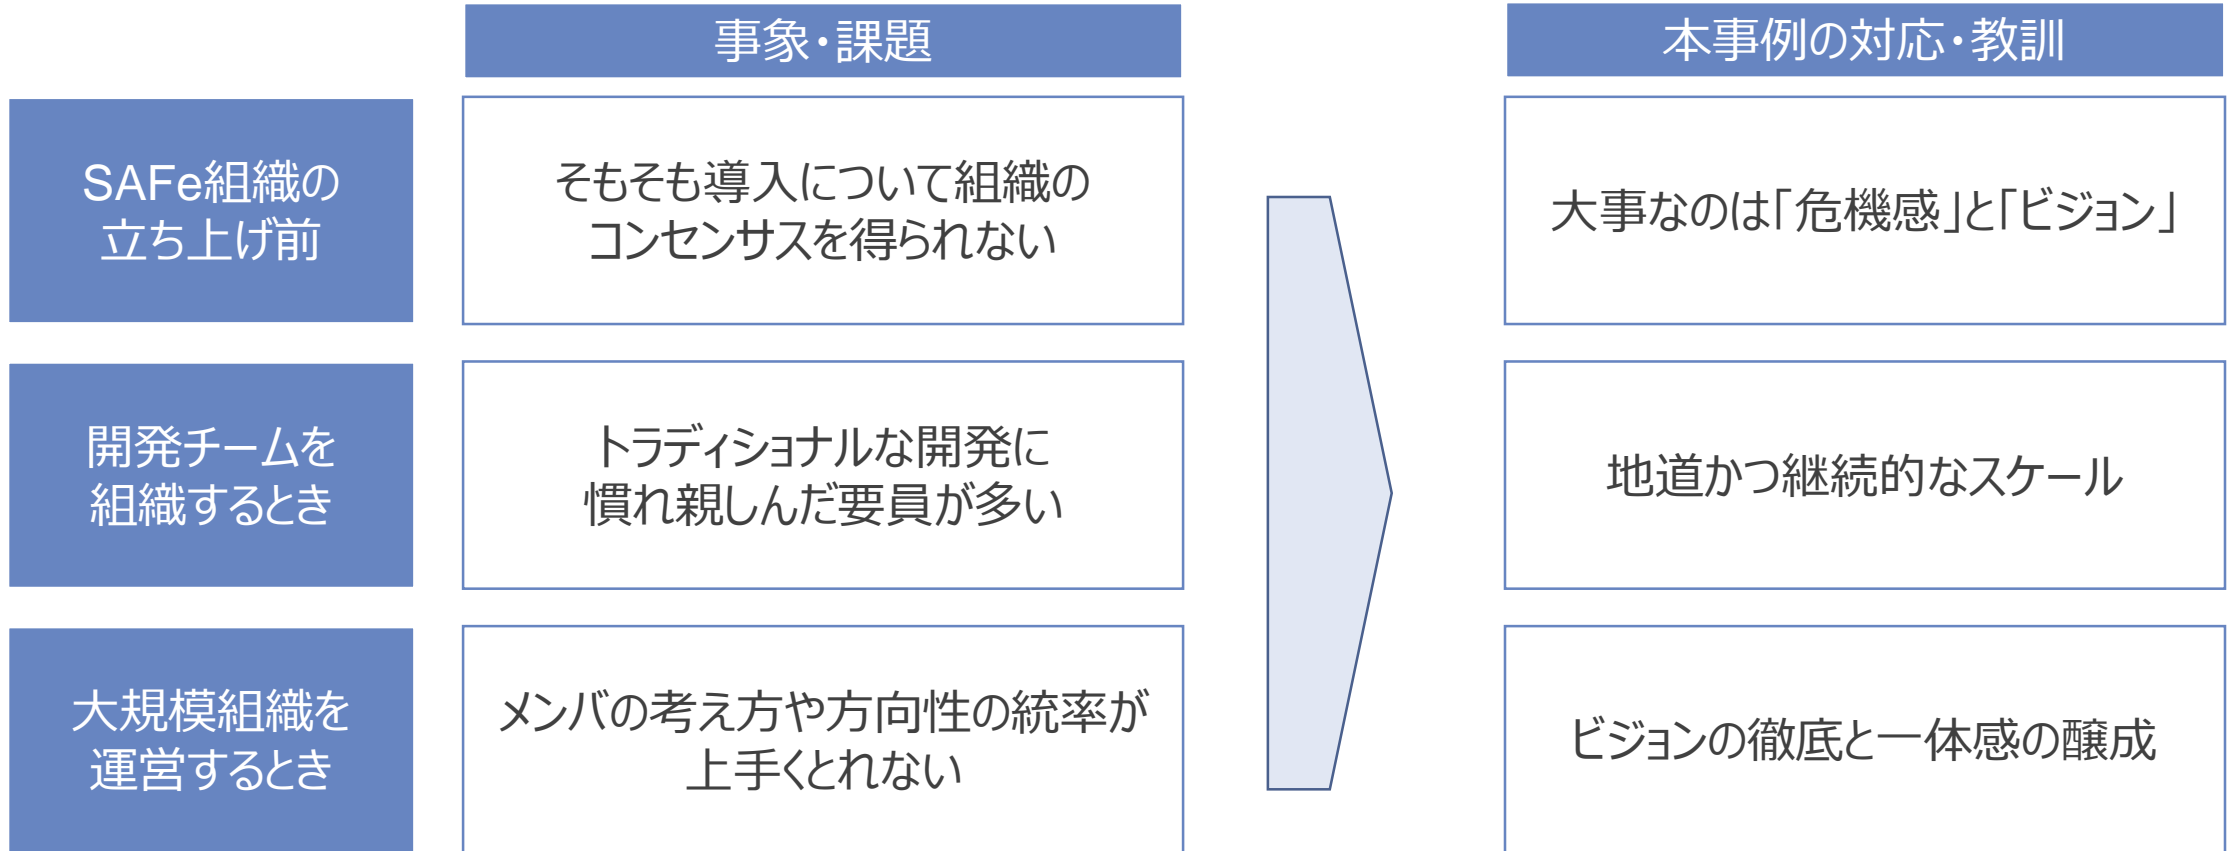 事象・課題
本事例の対応・教訓
SAFe組織の
立ち上げ前
そもそも導入について組織の
コンセンサスを得られない
大事なのは「危機感」と「ビジョン」
開発チームを
組織するとき
トラディショナルな開発に
慣れ親しんだ要員が多い
地道かつ継続的なスケール
大規模組織を
運営するとき
メンバの考え方や方向性の統率が
上手くとれない
ビジョンの徹底と一体感の醸成